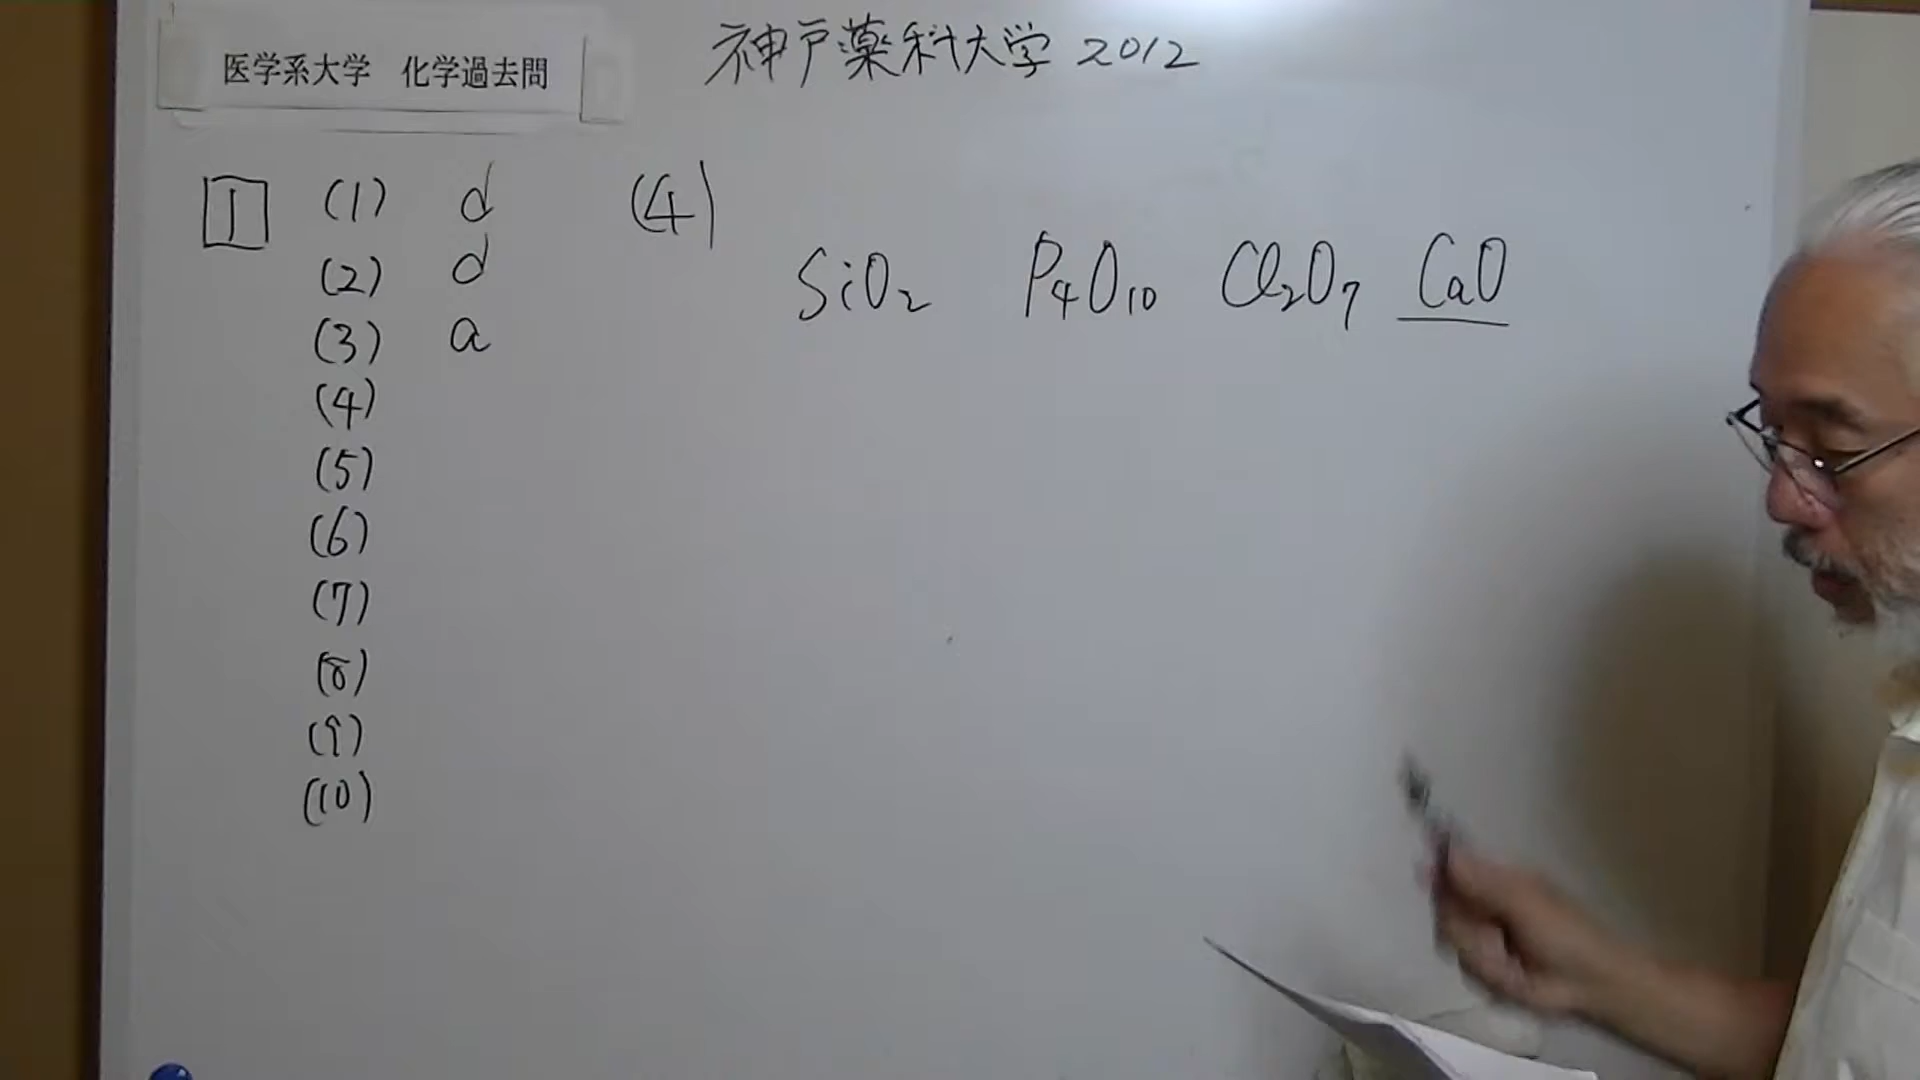 医学系大学 化学過去問
神戸薬科大学 2012
1
(1) d
(2) d
(3) a
(4)
(5)
(6)
(7)
(8)
(9)
(10)
(4)
SiO₂ P₄O₁₀ Cl₂O₇ CaO